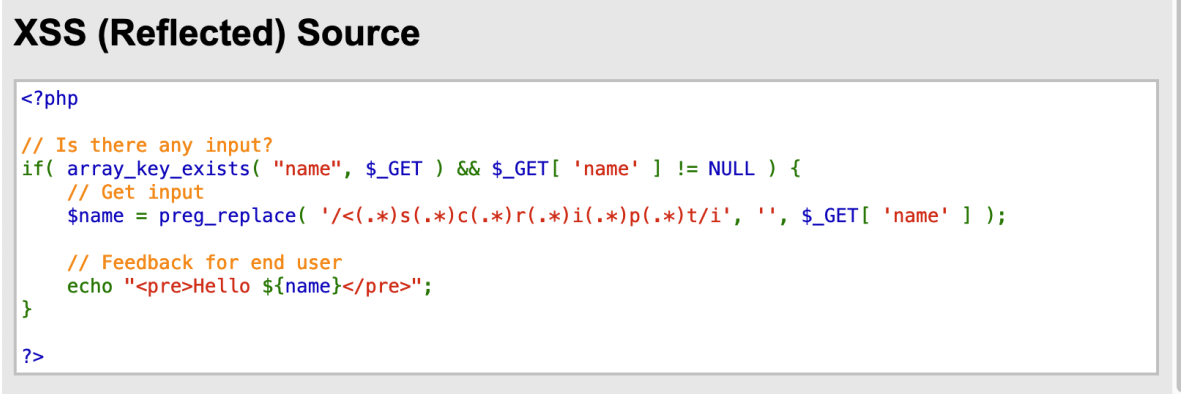 XSS (Reflected) Source
<?php
// Is there any input?
if( array_key_exists( "name", $_GET ) && $_GET[ 'name' ] != NULL ) {
// Get input
$name = preg_replace( '/<(.*)s(.*)c(.*)r(.*)i(.*)p(.*)t/i', '', $_GET[ 'name' ] );
// Feedback for end user
echo "<pre>Hello ${name}</pre>";
}
?>